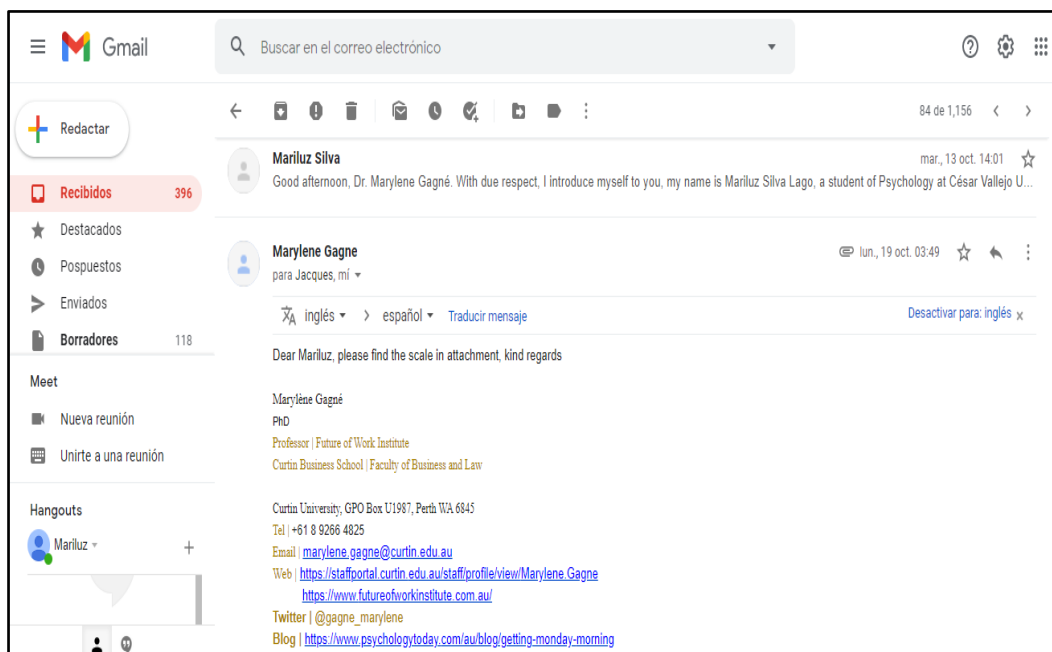 Gmail
Buscar en el correo electrónico
Redactar
84 de 1,156
Recibidos 396
Destacados
Pospuestos
Enviados
Borradores 118
Meet
Nueva reunión
Unirte a una reunión
Hangouts
Mariluz
Mariluz Silva mar., 13 oct. 14:01
Good afternoon, Dr. Marylene Gagné. With due respect, I introduce myself to you, my name is Mariluz Silva Lago, a student of Psychology at César Vallejo U...
Marylene Gagne lun., 19 oct. 03:49
para Jacques, mí
inglés > español Traducir mensaje Desactivar para: inglés x
Dear Mariluz, please find the scale in attachment, kind regards
Marylène Gagné
PhD
Professor | Future of Work Institute
Curtin Business School | Faculty of Business and Law
Curtin University, GPO Box U1987, Perth WA 6845
Tel | +61 8 9266 4825
Email | marylene.gagne@curtin.edu.au
Web | https://staffportal.curtin.edu.au/staff/profile/view/Marylene.Gagne
https://www.futureofworkinstitute.com.au/
Twitter | @gagne_marylene
Blog | https://www.psychologytoday.com/au/blog/getting-monday-morning